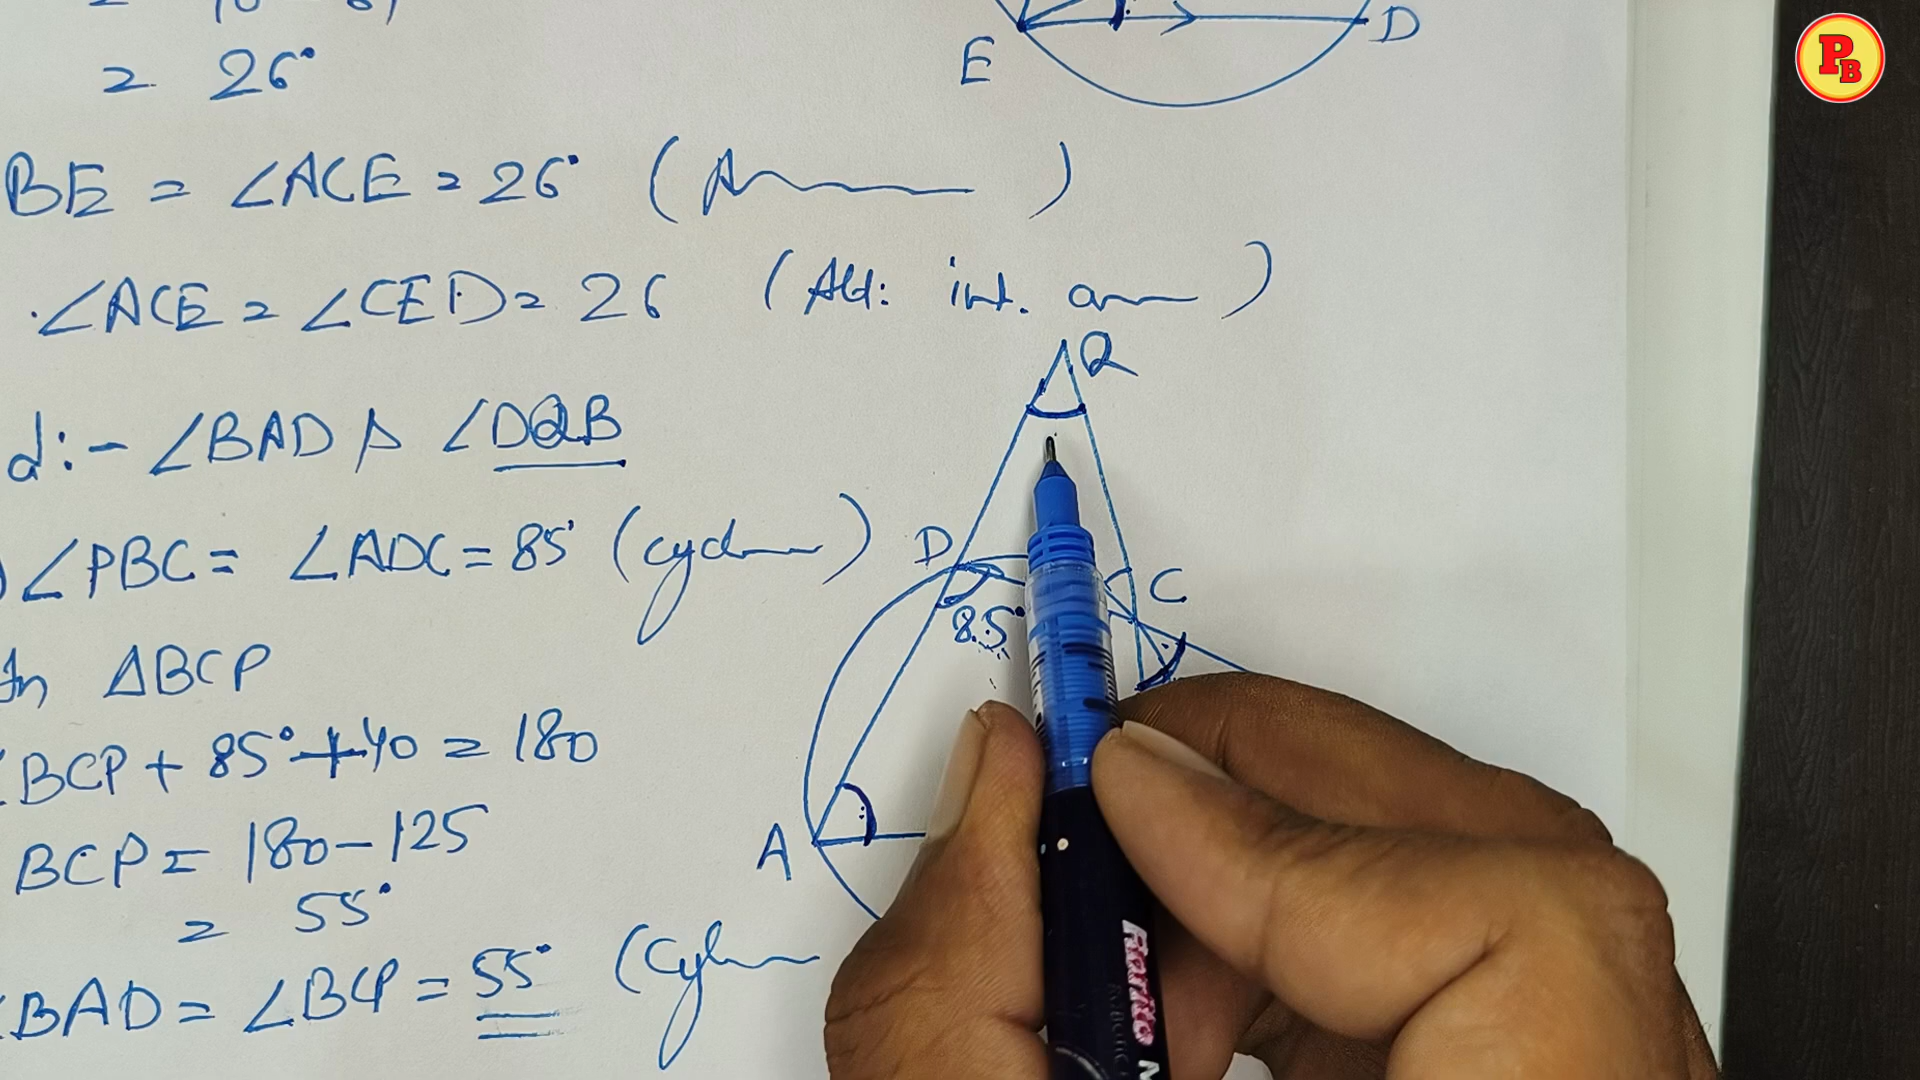 = 26°
E
D
PB
BE = ∠ACE = 26° ( )
∠ACE = ∠CED = 26 (Alt: int. )
Q
d:- ∠BAD ∠DQB
∠PBC = ∠ADC = 85° ( )
D
C
85°
In ΔBCP
∠BCP + 85° + 40 = 180
BCP = 180 - 125
= 55°
A
∠BAD = ∠BCP = 55° ( )